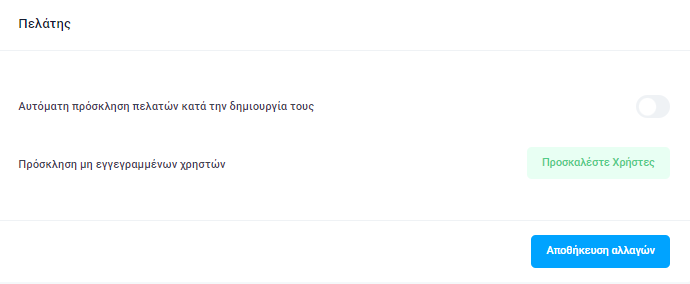 Πελάτης
Αυτόματη πρόσκληση πελατών κατά την δημιουργία τους
Πρόσκληση μη εγγεγραμμένων χρηστών
Προσκαλέστε Χρήστες
Αποθήκευση αλλαγών